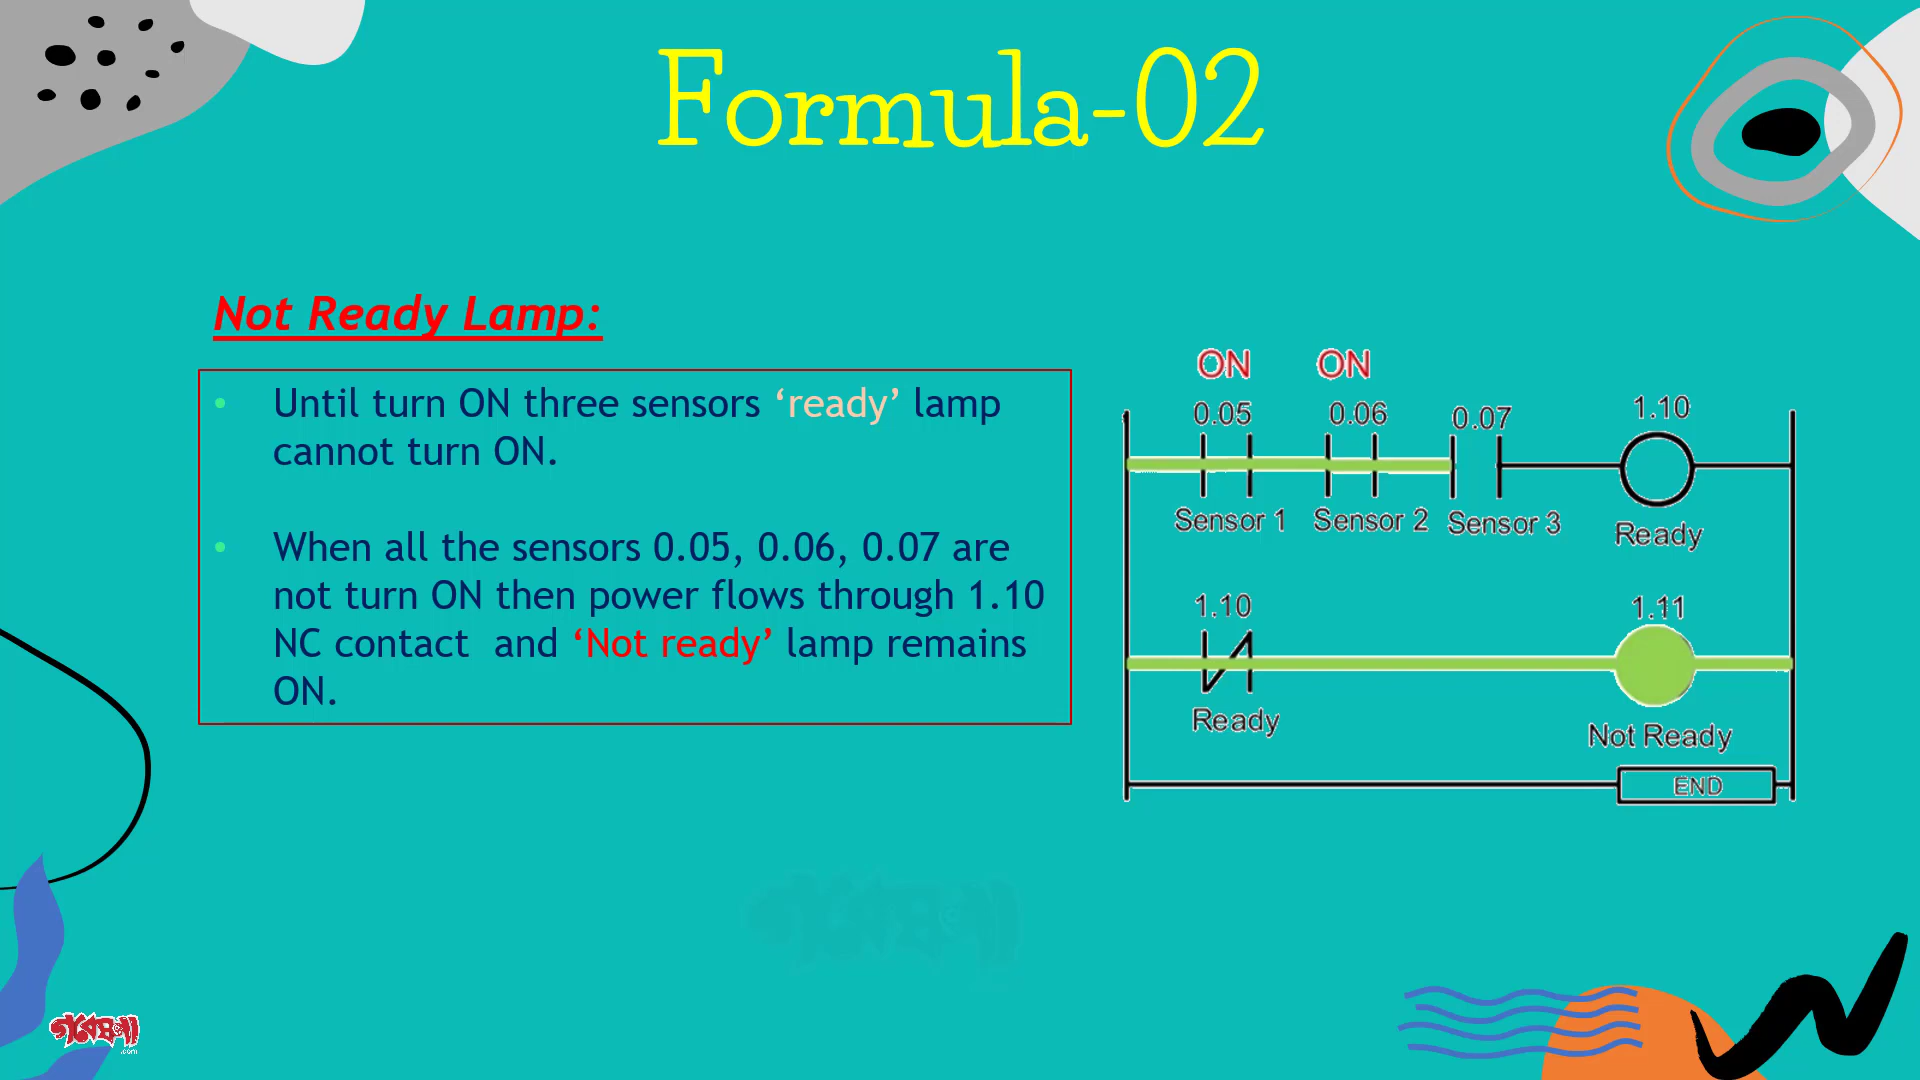 Formula-02
Not Ready Lamp:
• Until turn ON three sensors ‘ready’ lamp
cannot turn ON.
• When all the sensors 0.05, 0.06, 0.07 are
not turn ON then power flows through 1.10
NC contact and ‘Not ready’ lamp remains
ON.
ON ON
0.05 0.06 0.07 1.10
Sensor 1 Sensor 2 Sensor 3 Ready
1.10 1.11
Ready Not Ready
END
গবেষণা
.com